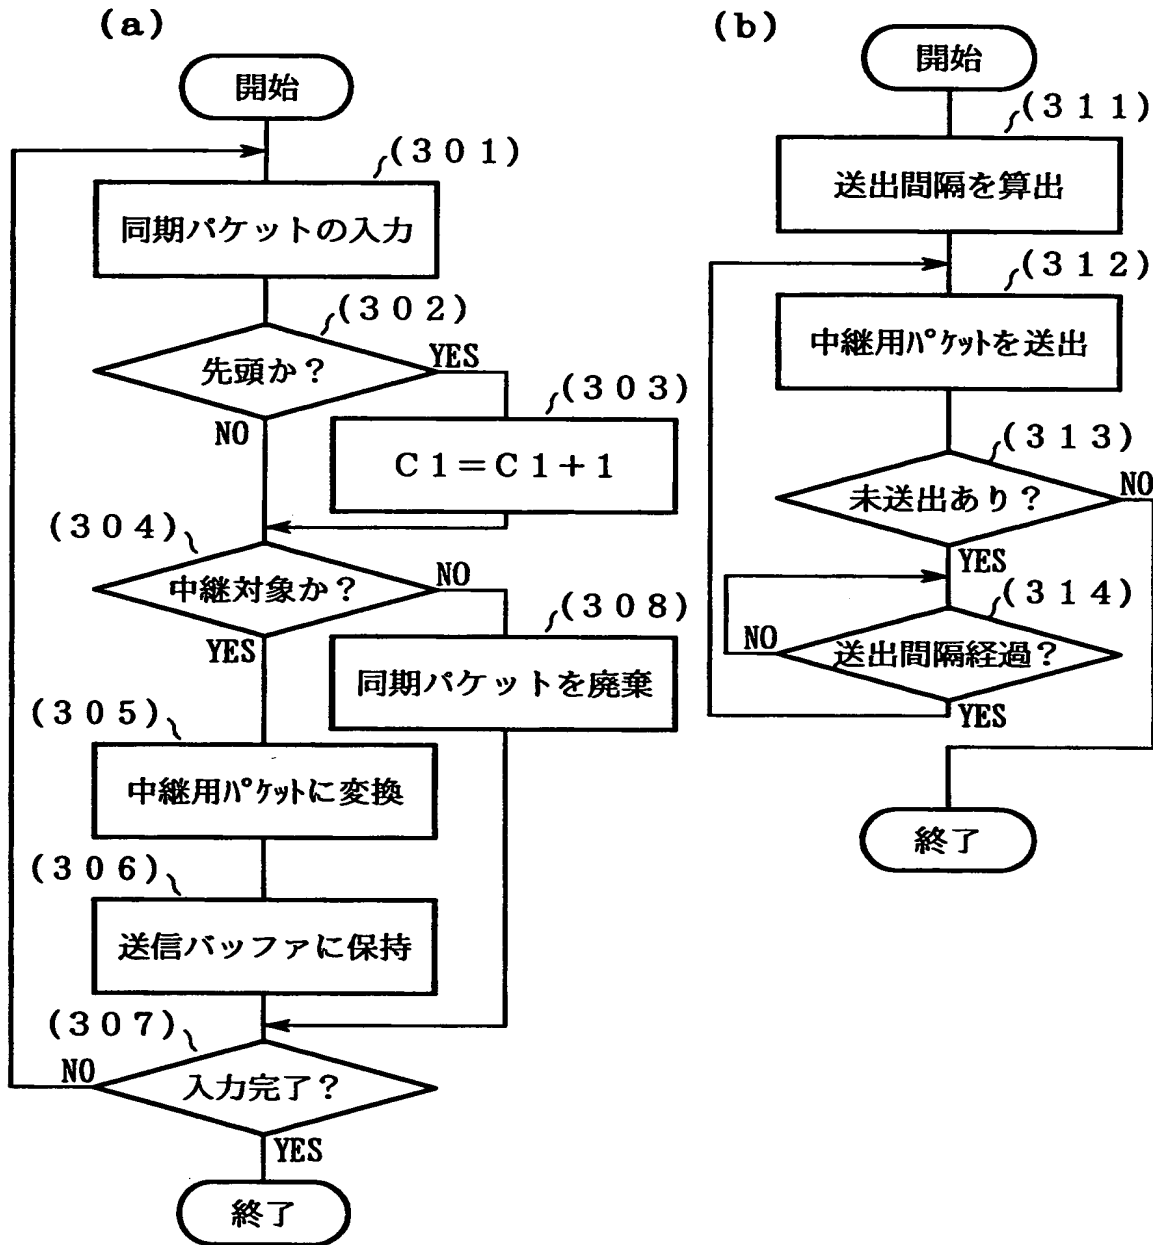 (a)
開始
(301)
同期パケットの入力
(302)
先頭か?
YES
NO
(303)
C1=C1+1
(304)
中継対象か?
NO
YES
(308)
同期パケットを廃棄
(305)
中継用パケットに変換
(306)
送信バッファに保持
(307)
入力完了?
NO
YES
終了
(b)
開始
(311)
送出間隔を算出
(312)
中継用パケットを送出
(313)
未送出あり?
NO
YES
(314)
送出間隔経過?
NO
YES
終了